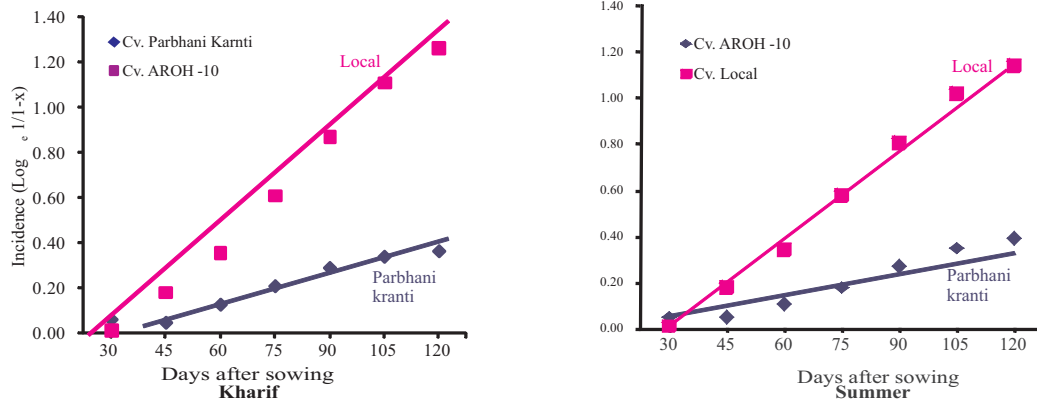 1.40
1.20
1.00
0.80
0.60
0.40
0.20
0.00
Incidence (Log e 1/1-x)
Cv. Parbhani Karnti
Cv. AROH -10
Local
Parbhani
kranti
30 45 60 75 90 105 120
Days after sowing
Kharif
1.40
1.20
1.00
0.80
0.60
0.40
0.20
0.00
Cv. AROH -10
Cv. Local
Local
Parbhani
kranti
30 45 60 75 90 105 120
Days after sowing
Summer